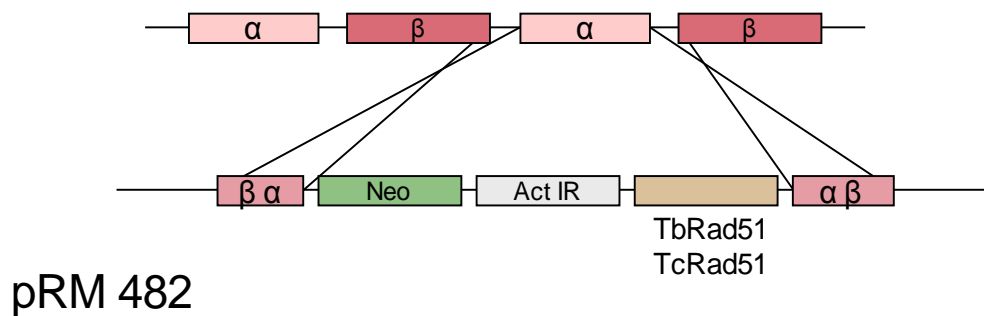 α β α β
β α Neo Act IR α β
TbRad51
TcRad51
pRM 482